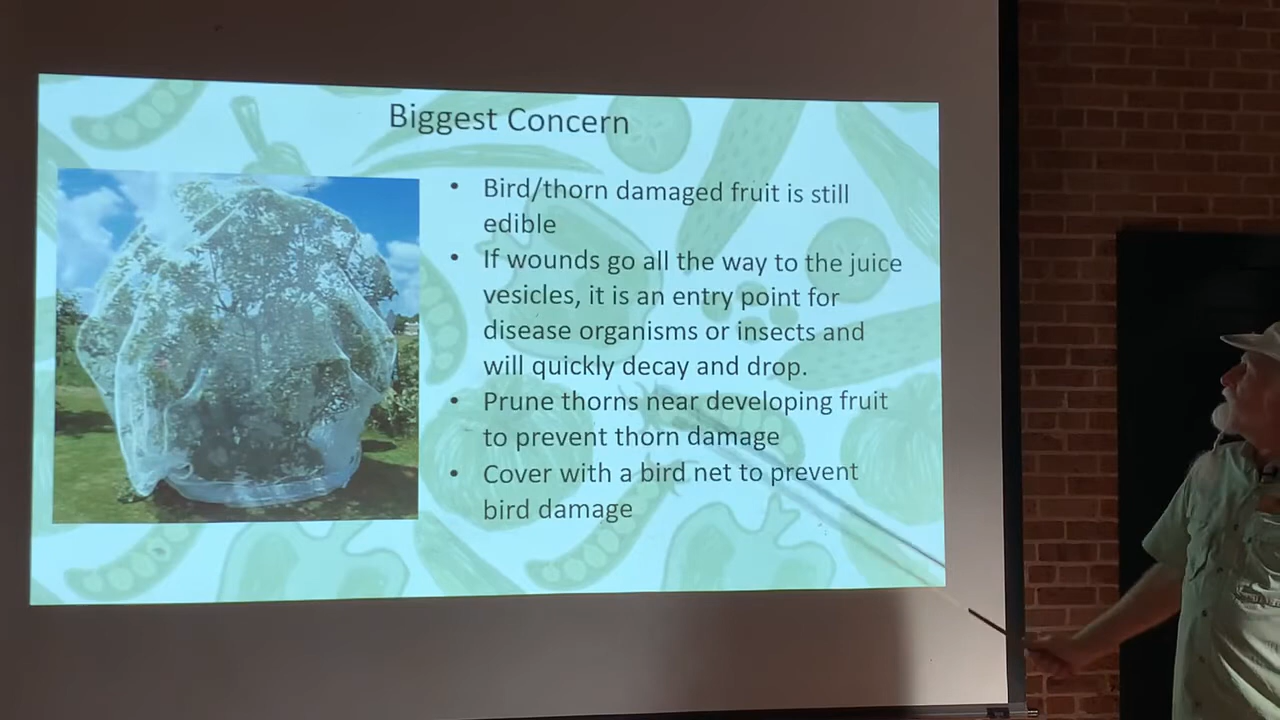 Biggest Concern
• Bird/thorn damaged fruit is still
edible
• If wounds go all the way to the juice
vesicles, it is an entry point for
disease organisms or insects and
will quickly decay and drop.
• Prune thorns near developing fruit
to prevent thorn damage
• Cover with a bird net to prevent
bird damage